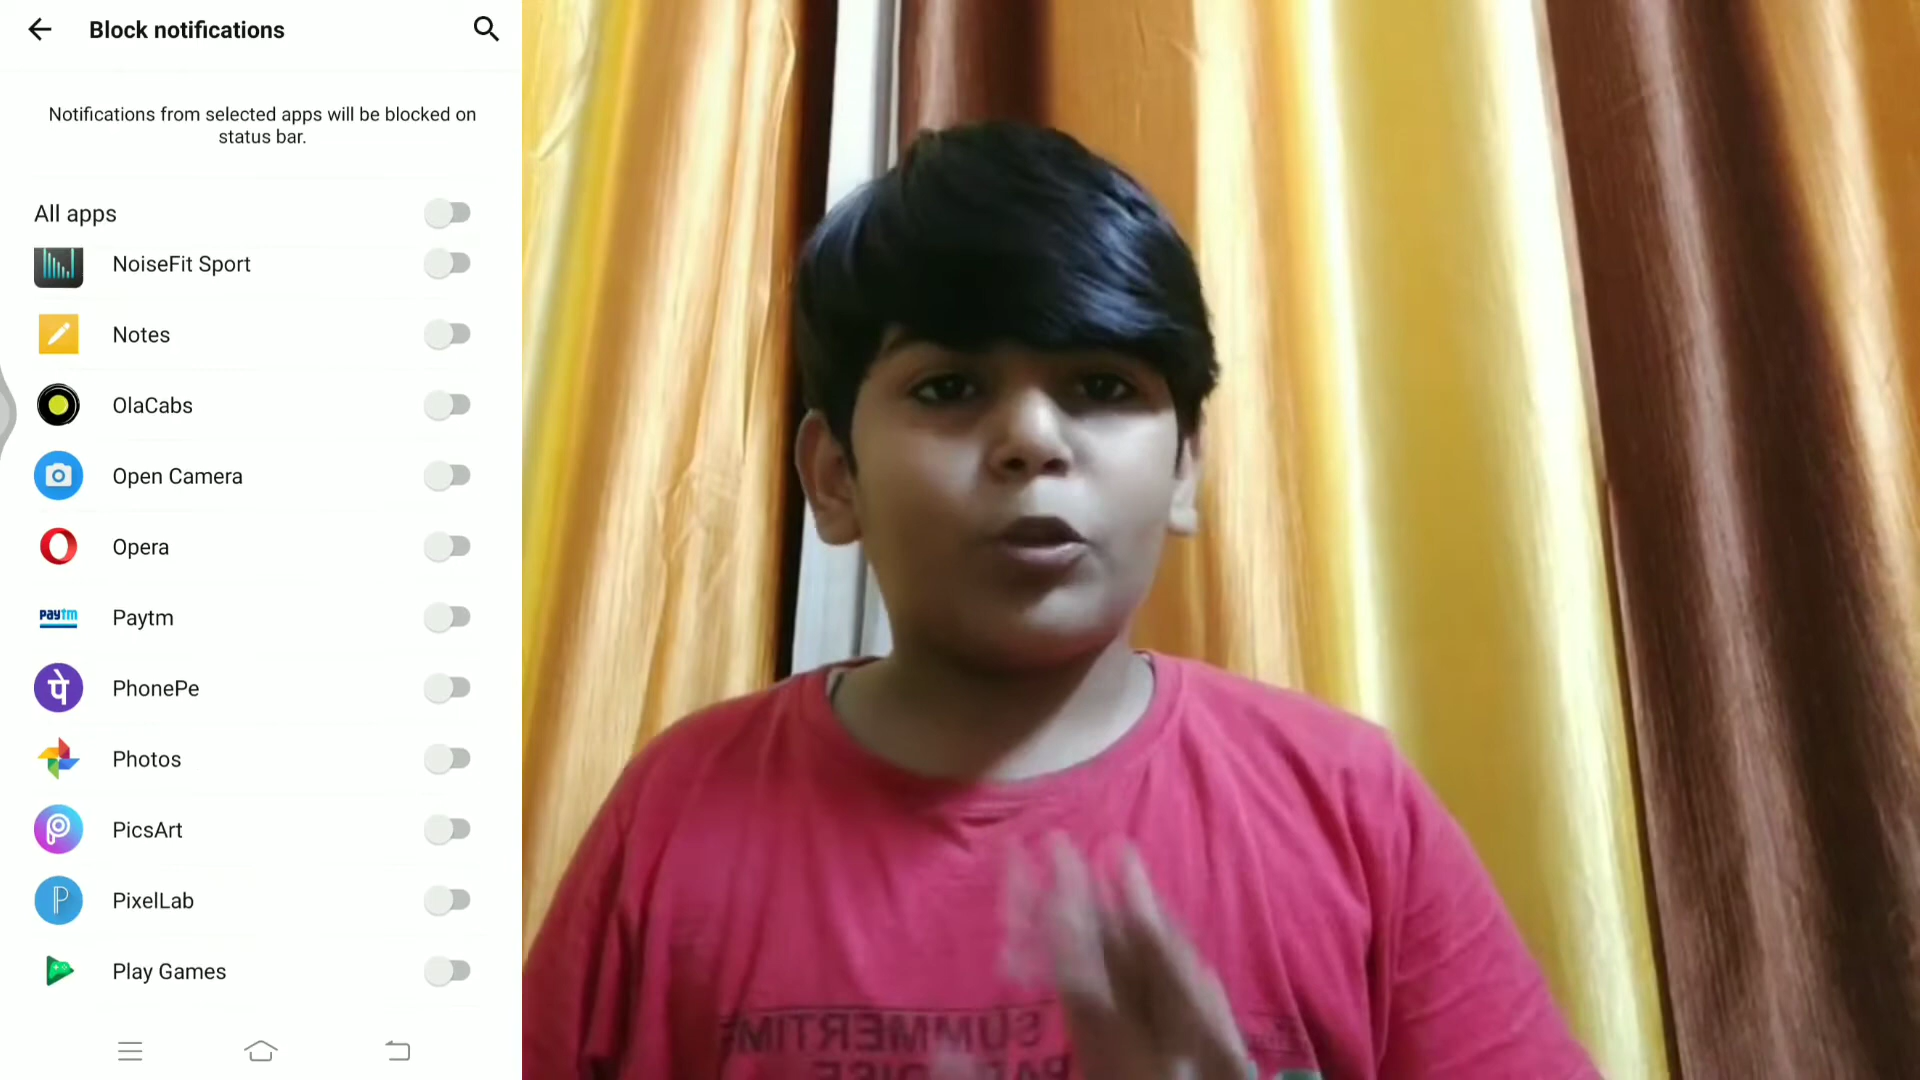 Block notifications
Notifications from selected apps will be blocked on
status bar.
All apps
NoiseFit Sport
Notes
OlaCabs
Open Camera
Opera
paytm
Paytm
पे
PhonePe
Photos
PicsArt
PixelLab
Play Games
SUMMERTIME